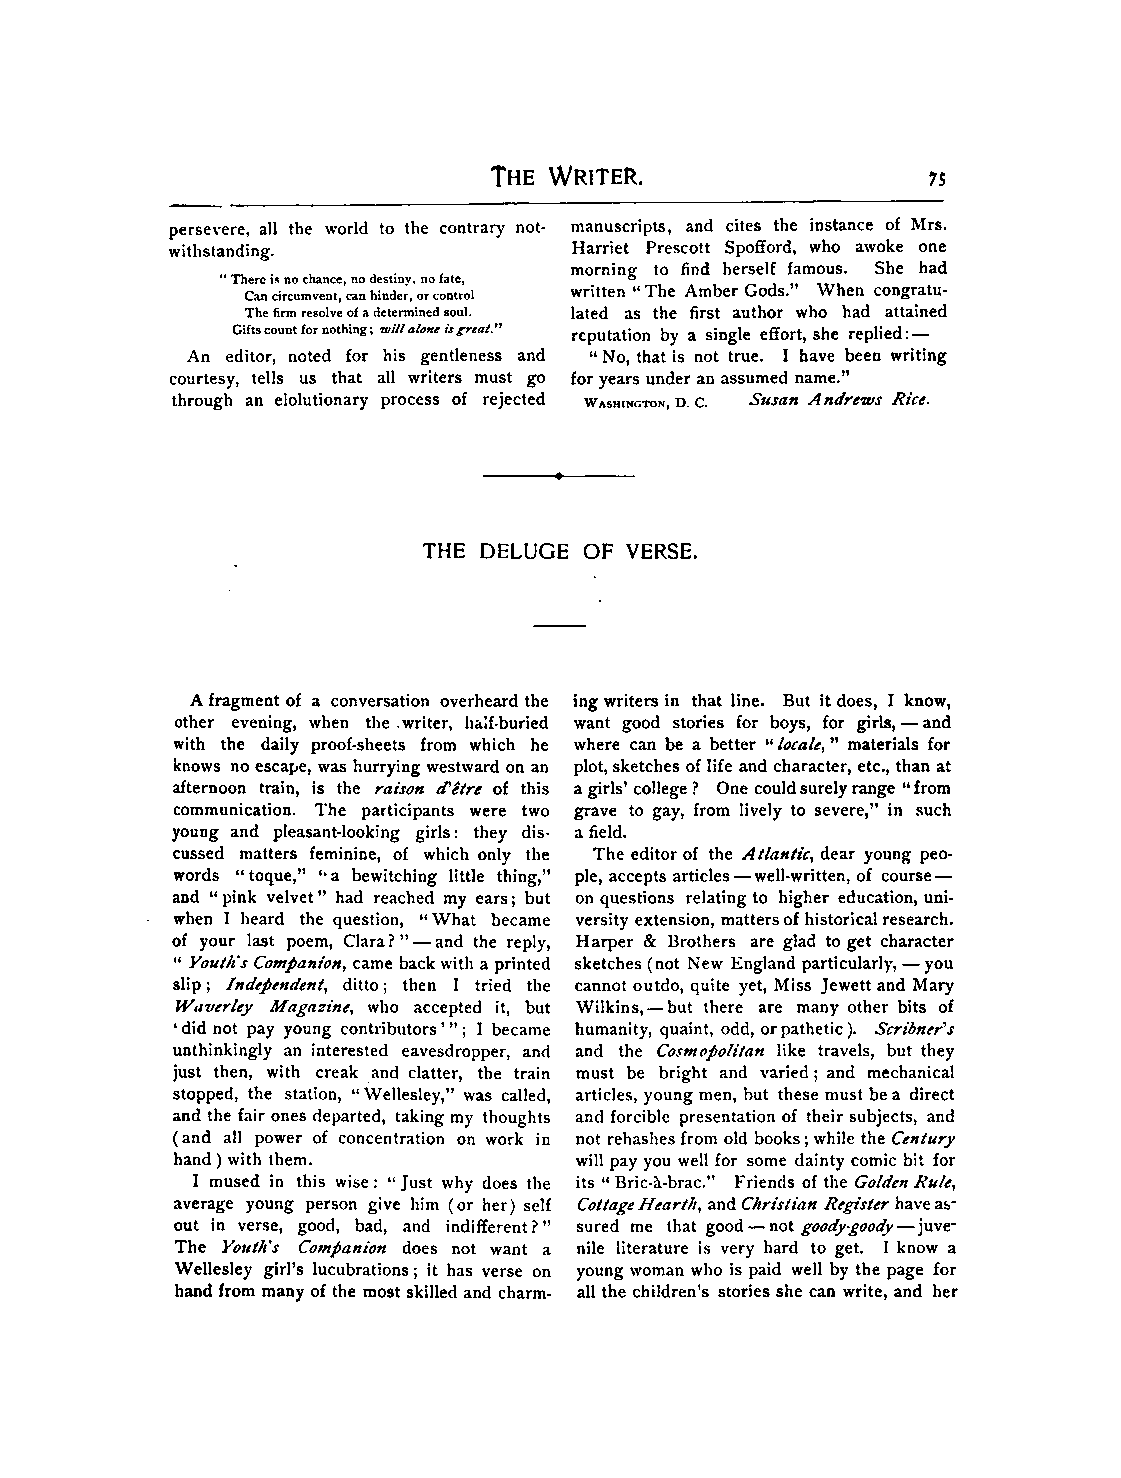 THE WRITER. 75
persevere, all the world to the contrary not-
withstanding.
"There is no chance, no destiny, no fate,
Can circumvent, can hinder, or control
The firm resolve of a determined soul.
Gifts count for nothing; will alone is great."
An editor, noted for his gentleness and
courtesy, tells us that all writers must go
through an elolutionary process of rejected
manuscripts, and cites the instance of Mrs.
Harriet Prescott Spofford, who awoke one
morning to find herself famous. She had
written "The Amber Gods." When congratu-
lated as the first author who had attained
reputation by a single effort, she replied:—
"No, that is not true. I have been writing
for years under an assumed name."
WASHINGTON, D. C. Susan Andrews Rice.
THE DELUGE OF VERSE.
A fragment of a conversation overheard the
other evening, when the writer, half-buried
with the daily proof-sheets from which he
knows no escape, was hurrying westward on an
afternoon train, is the raison d'être of this
communication. The participants were two
young and pleasant-looking girls: they dis-
cussed matters feminine, of which only the
words "toque," "a bewitching little thing,"
and "pink velvet" had reached my ears; but
when I heard the question, "What became
of your last poem, Clara?"—and the reply,
"Youth's Companion, came back with a printed
slip; Independent, ditto; then I tried the
Waverley Magazine, who accepted it, but
'did not pay young contributors'"; I became
unthinkingly an interested eavesdropper, and
just then, with creak and clatter, the train
stopped, the station, "Wellesley," was called,
and the fair ones departed, taking my thoughts
(and all power of concentration on work in
hand) with them.
I mused in this wise: "Just why does the
average young person give him (or her) self
out in verse, good, bad, and indifferent?"
The Youth's Companion does not want a
Wellesley girl's lucubrations; it has verse on
hand from many of the most skilled and charm-
ing writers in that line. But it does, I know,
want good stories for boys, for girls,—and
where can be a better "locale," materials for
plot, sketches of life and character, etc., than at
a girls' college? One could surely range "from
grave to gay, from lively to severe," in such
a field.
The editor of the Atlantic, dear young peo-
ple, accepts articles—well-written, of course—
on questions relating to higher education, uni-
versity extension, matters of historical research.
Harper & Brothers are glad to get character
sketches (not New England particularly,—you
cannot outdo, quite yet, Miss Jewett and Mary
Wilkins,—but there are many other bits of
humanity, quaint, odd, or pathetic). Scribner's
and the Cosmopolitan like travels, but they
must be bright and varied; and mechanical
articles, young men, but these must be a direct
and forcible presentation of their subjects, and
not rehashes from old books; while the Century
will pay you well for some dainty comic bit for
its "Bric-à-brac." Friends of the Golden Rule,
Cottage Hearth, and Christian Register have as-
sured me that good—not goody-goody—juve-
nile literature is very hard to get. I know a
young woman who is paid well by the page for
all the children's stories she can write, and her